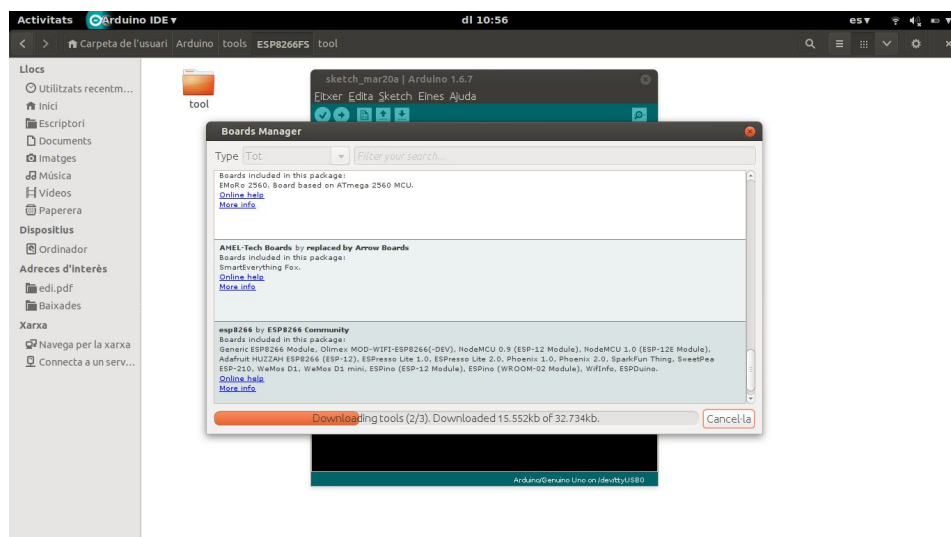 Activitats Arduino IDE ▾ dl 10:56 es ▾
Carpeta de l'usuari Arduino tools ESP8266FS tool
Llocs
Utilitzats recentm...
Inici
Escriptori
Documents
Imatges
Música
Vídeos
Paperera
Dispositius
Ordinador
Adreces d'interès
edi.pdf
Baixades
Xarxa
Navega per la xarxa
Connecta a un serv...
tool
sketch_mar20a | Arduino 1.6.7
Fitxer Edita Sketch Eines Ajuda
Boards Manager
Type Tot Filter your search...
Boards included in this package:
EMoRo 2560, Board based on ATmega 2560 MCU.
Online help
More info
AMEL-Tech Boards by replaced by Arrow Boards
Boards included in this package:
SmartEverything Fox.
Online help
More info
esp8266 by ESP8266 Community
Boards included in this package:
Generic ESP8266 Module, Olimex MOD-WIFI-ESP8266(-DEV), NodeMCU 0.9 (ESP-12 Module), NodeMCU 1.0 (ESP-12E Module),
Adafruit HUZZAH ESP8266 (ESP-12), ESPresso Lite 1.0, ESPresso Lite 2.0, Phoenix 1.0, Phoenix 2.0, SparkFun Thing, SweetPea
ESP-210, WeMos D1, WeMos D1 mini, ESPino (ESP-12 Module), ESPino (WROOM-02 Module), WifInfo, ESPDuino.
Online help
More info
Downloading tools (2/3). Downloaded 15.552kb of 32.734kb. Cancel·la
Arduino/Genuino Uno on /dev/ttyUSB0